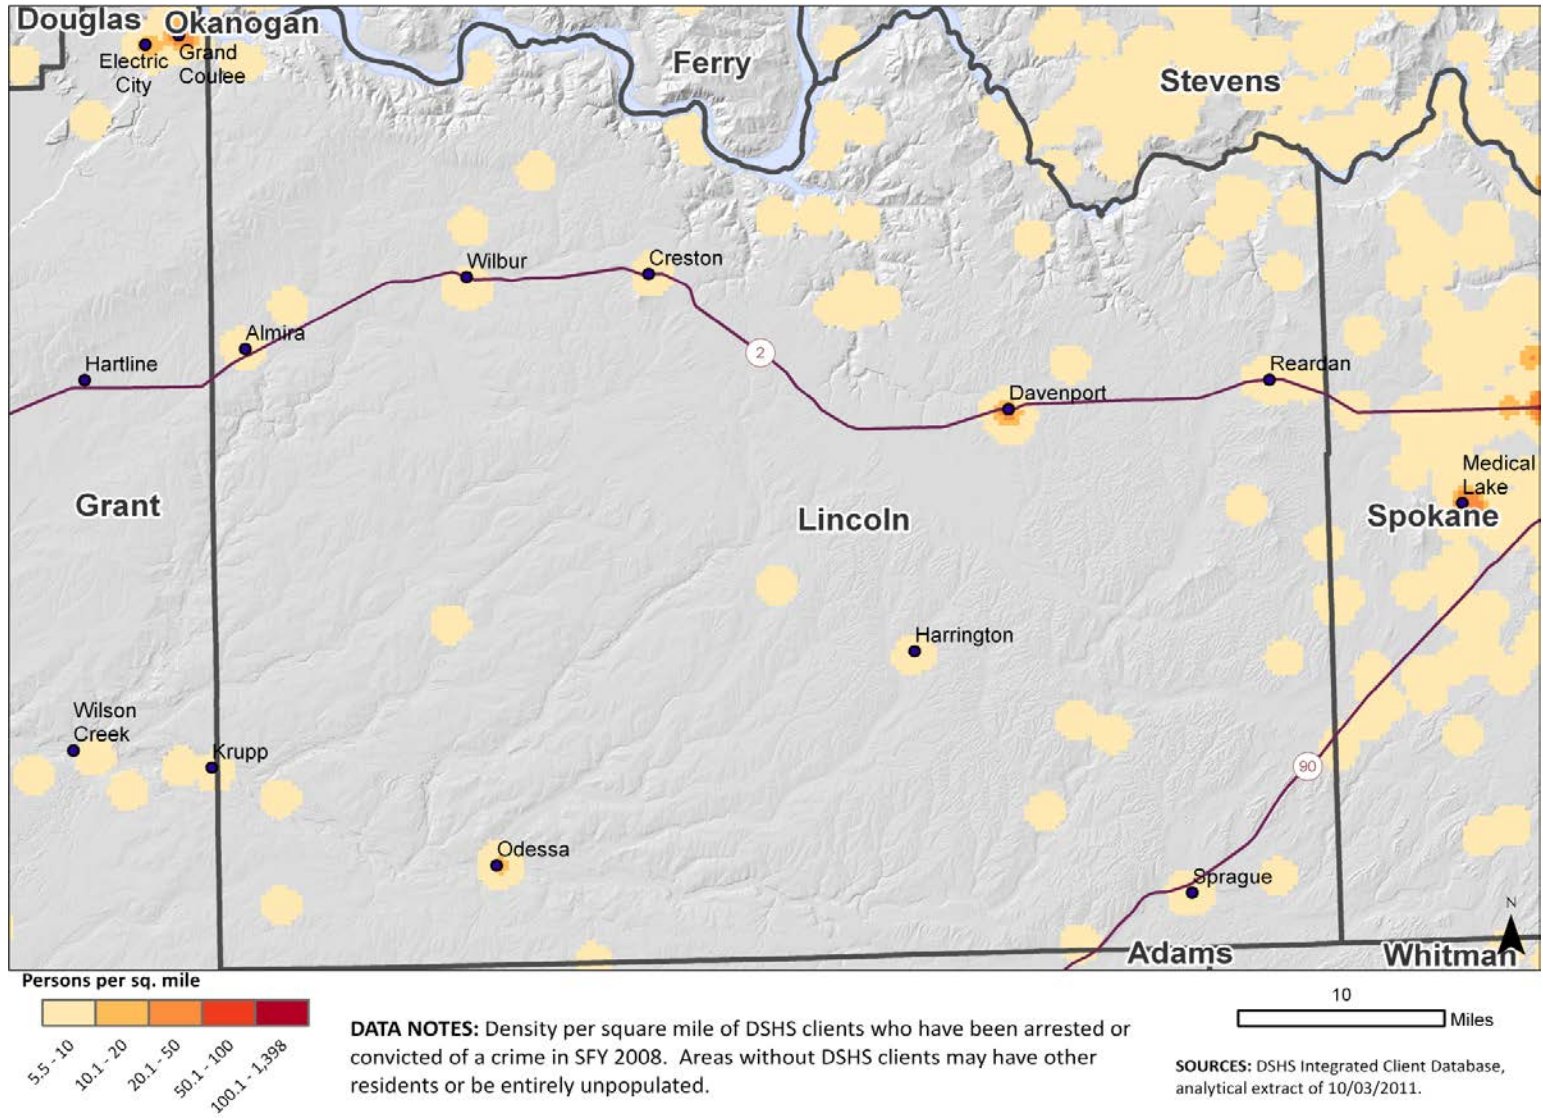 Douglas
Okanogan
Electric
City
Grand
Coulee
Ferry
Stevens
Wilbur
Creston
Almira
Hartline
2
Reardan
Davenport
Medical
Lake
Grant
Lincoln
Spokane
Harrington
Wilson
Creek
Krupp
90
Odessa
Sprague
N
Adams
Whitman
Persons per sq. mile
5.5 - 10
10.1 - 20
20.1 - 50
50.1 - 100
100.1 - 1,398
DATA NOTES: Density per square mile of DSHS clients who have been arrested or
convicted of a crime in SFY 2008. Areas without DSHS clients may have other
residents or be entirely unpopulated.
10
Miles
SOURCES: DSHS Integrated Client Database,
analytical extract of 10/03/2011.